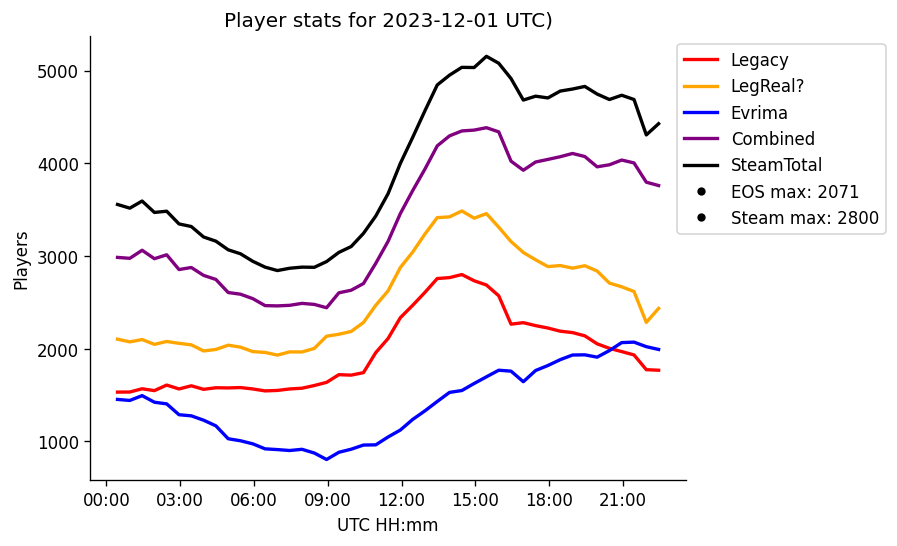 Player stats for 2023-12-01 UTC)
Legacy
LegReal?
Evrima
Combined
SteamTotal
EOS max: 2071
Steam max: 2800
Players
5000
4000
3000
2000
1000
00:00 03:00 06:00 09:00 12:00 15:00 18:00 21:00
UTC HH:mm